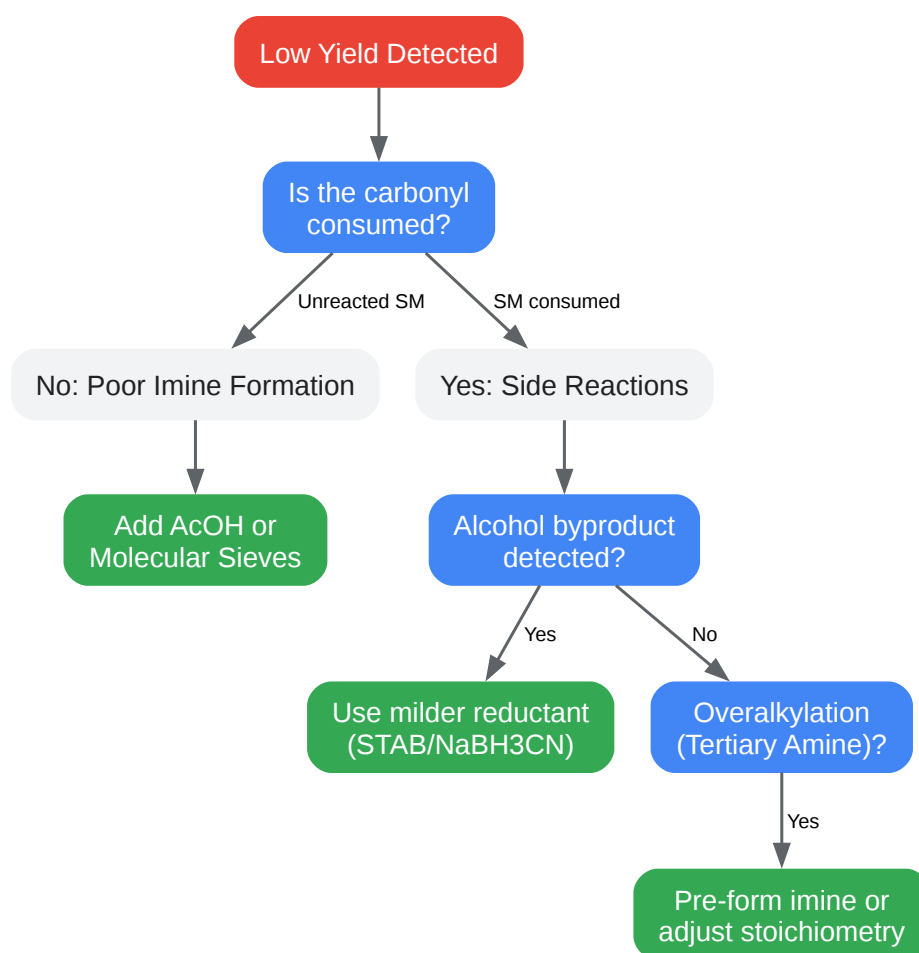 Low Yield Detected
Is the carbonyl
consumed?
Unreacted SM
SM consumed
No: Poor Imine Formation
Yes: Side Reactions
Add AcOH or
Molecular Sieves
Alcohol byproduct
detected?
Yes
No
Use milder reductant
(STAB/NaBH3CN)
Overalkylation
(Tertiary Amine)?
Yes
Pre-form imine or
adjust stoichiometry